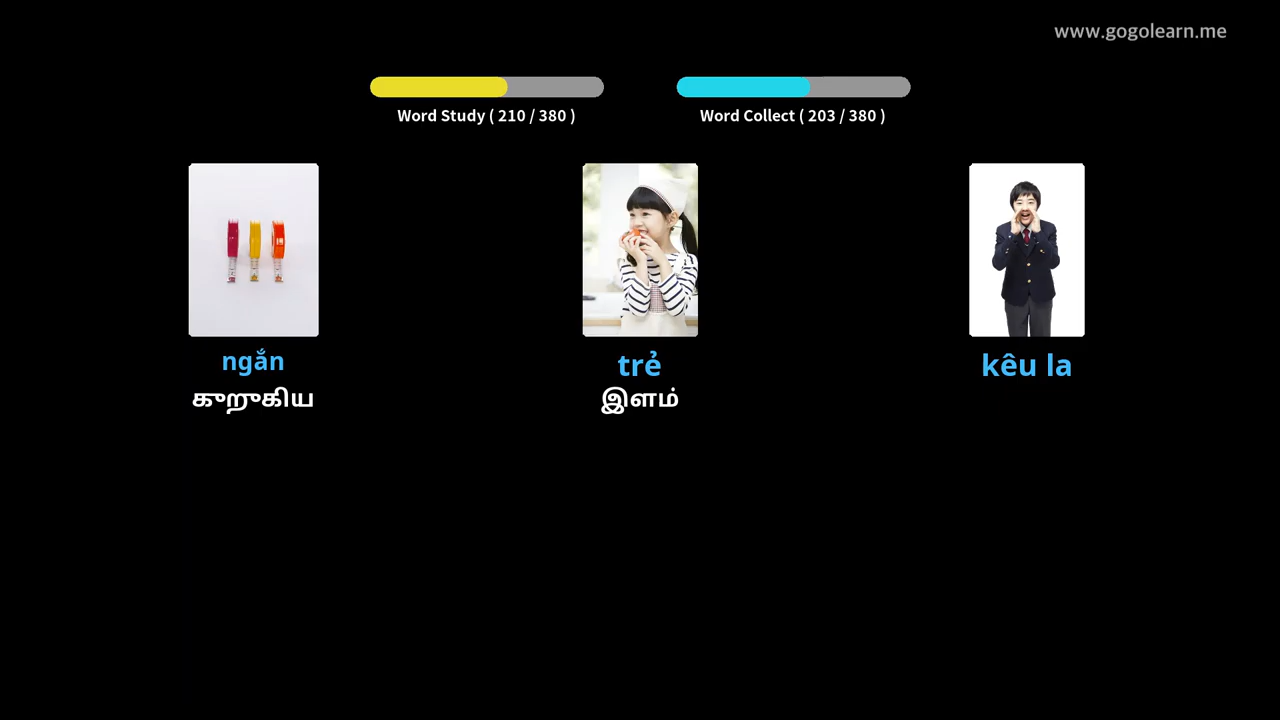 www.gogolearn.me
Word Study ( 210 / 380 )
Word Collect ( 203 / 380 )
ngắn
குறுகிய
trẻ
இளம்
kêu la